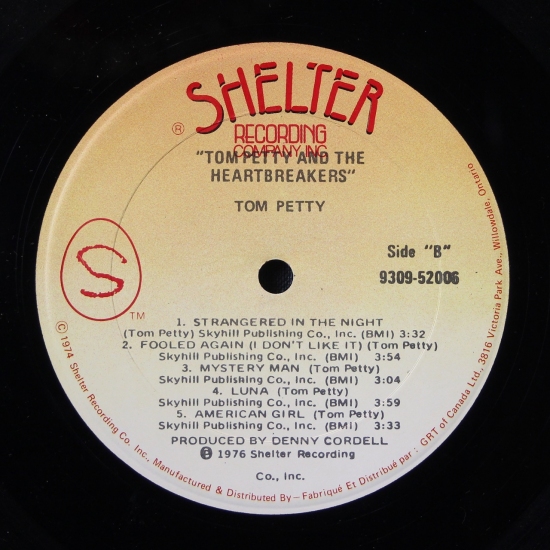 SHELTER
®
RECORDING
COMPANY, INC
"TOM PETTY AND THE
HEARTBREAKERS"
TOM PETTY
Side "B"
9309-52006
S
TM
1. STRANGERED IN THE NIGHT
(Tom Petty) Skyhill Publishing Co., Inc. (BMI) 3:32
2. FOOLED AGAIN (I DON'T LIKE IT) (Tom Petty)
Skyhill Publishing Co., Inc. (BMI) 3:54
3. MYSTERY MAN (Tom Petty)
Skyhill Publishing Co., Inc. (BMI) 3:04
4. LUNA (Tom Petty)
Skyhill Publishing Co., Inc. (BMI) 3:59
5. AMERICAN GIRL (Tom Petty)
Skyhill Publishing Co., Inc. (BMI) 3:33
PRODUCED BY DENNY CORDELL
℗ 1976 Shelter Recording
Co., Inc.
© 1974 Shelter Recording Co. Inc., Manufactured & Distributed By – Fabriqué Et Distribué par : GRT of Canada Ltd., 3816 Victoria Park Ave., Willowdale, Ontario